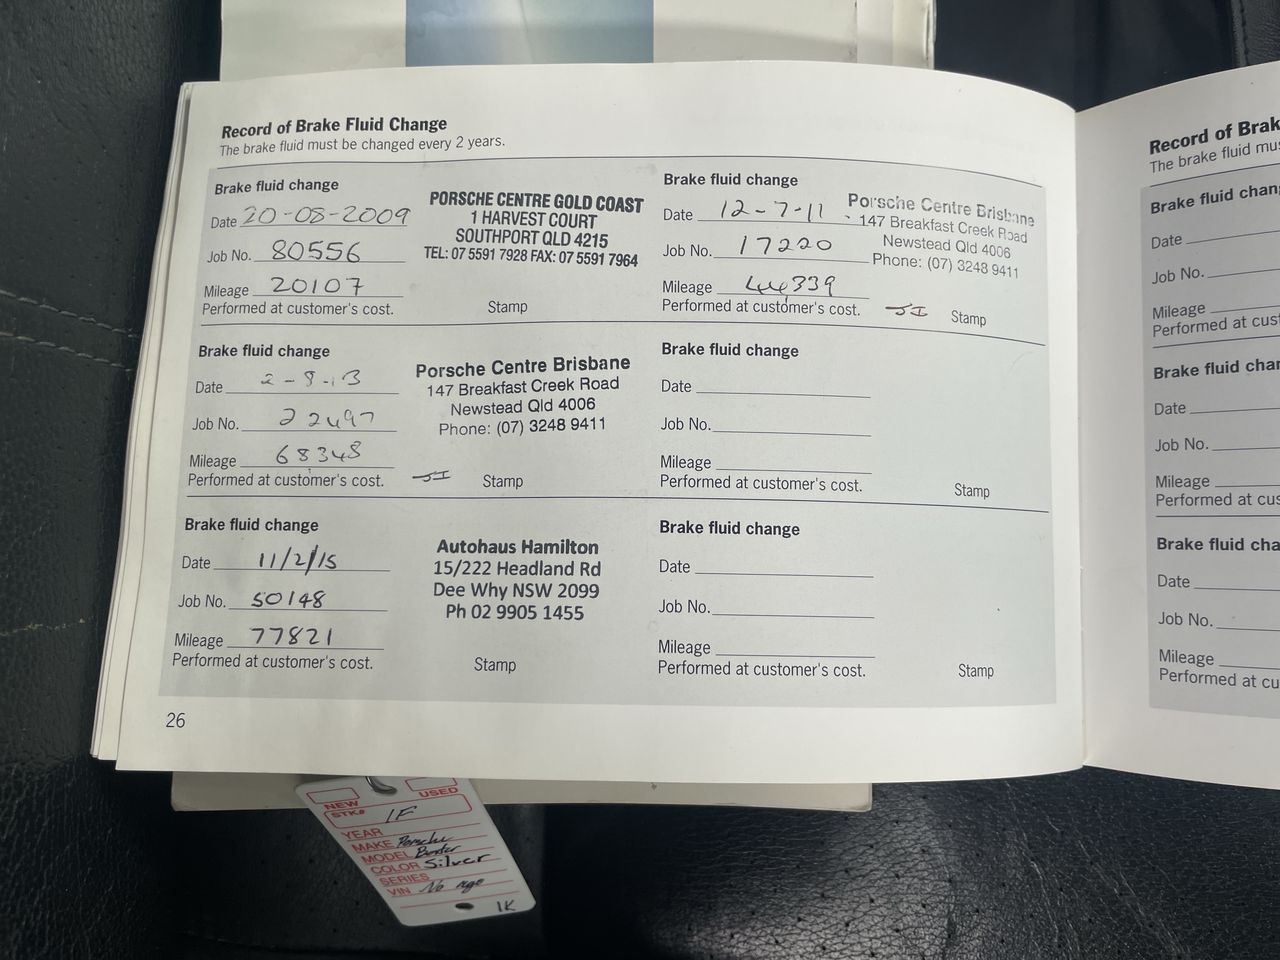 Record of Brake Fluid Change
The brake fluid must be changed every 2 years.
Brake fluid change
Date 20-08-2009
Job No. 80556
Mileage 20107
Performed at customer's cost.
PORSCHE CENTRE GOLD COAST
1 HARVEST COURT
SOUTHPORT QLD 4215
TEL: 07 5591 7928 FAX: 07 5591 7964
Stamp
Brake fluid change
Date 12-7-11
Job No. 17220
Mileage 44339
Performed at customer's cost.
Porsche Centre Brisbane
147 Breakfast Creek Road
Newstead Qld 4006
Phone: (07) 3248 9411
Stamp
Brake fluid change
Date 2-9-13
Job No. 22497
Mileage 68348
Performed at customer's cost.
Porsche Centre Brisbane
147 Breakfast Creek Road
Newstead Qld 4006
Phone: (07) 3248 9411
Stamp
Brake fluid change
Date
Job No.
Mileage
Performed at customer's cost.
Stamp
Brake fluid change
Date 11/2/15
Job No. 50148
Mileage 77821
Performed at customer's cost.
Autohaus Hamilton
15/222 Headland Rd
Dee Why NSW 2099
Ph 02 9905 1455
Stamp
Brake fluid change
Date
Job No.
Mileage
Performed at customer's cost.
Stamp
26
Record of Brak
The brake fluid mu
Brake fluid chan
Date
Job No.
Mileage
Performed at cust
Brake fluid char
Date
Job No.
Mileage
Performed at cus
Brake fluid cha
Date
Job No.
Mileage
Performed at cu
NEW USED
STK# 1F
YEAR
MAKE Porsche
MODEL Boxster
COLOR Silver
SERIES
VIN No rego
1K